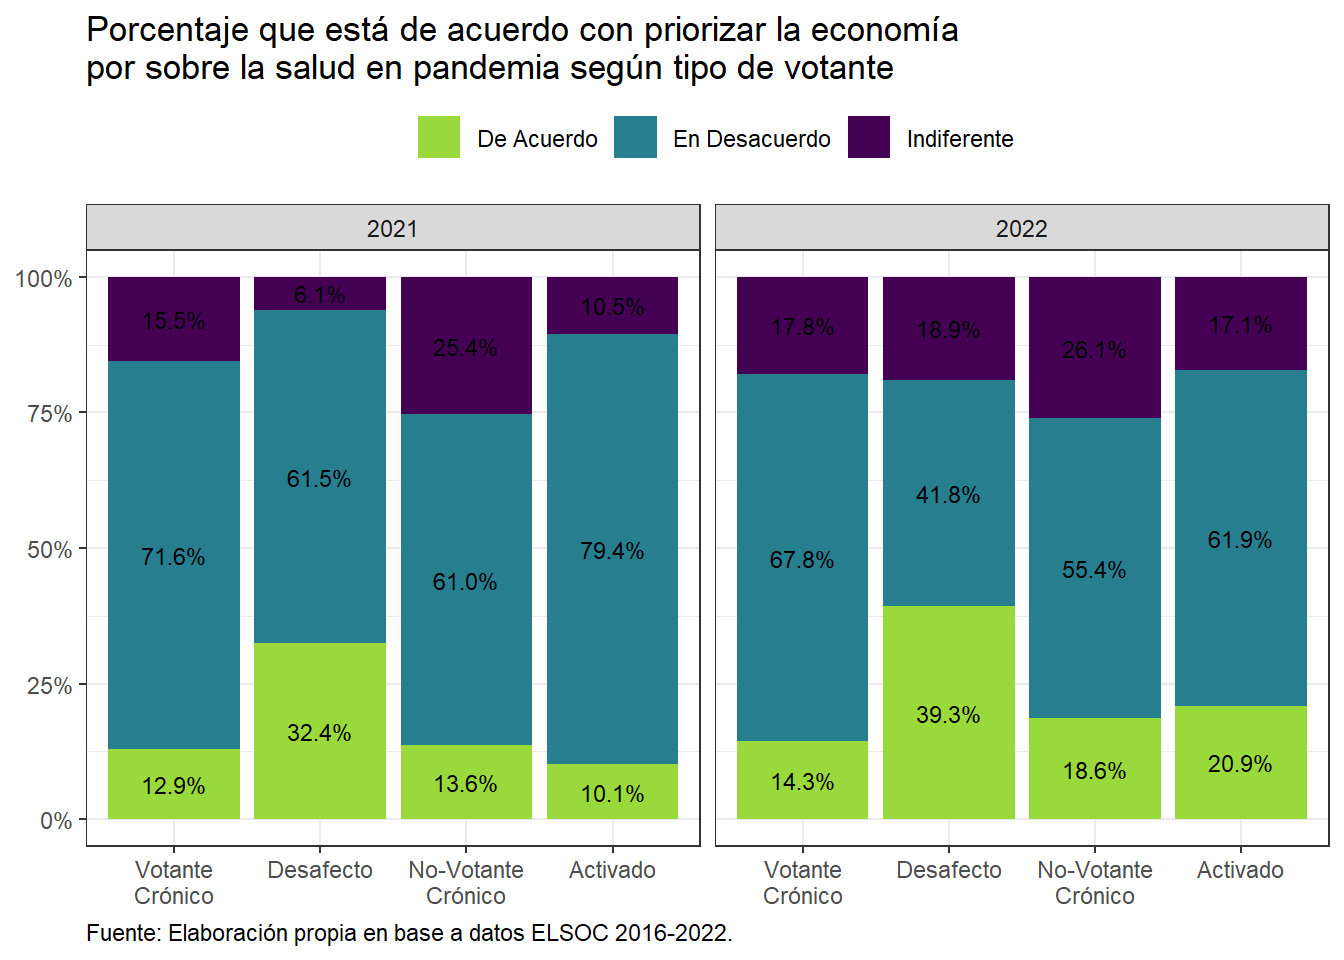 Porcentaje que está de acuerdo con priorizar la economía
por sobre la salud en pandemia según tipo de votante
De Acuerdo En Desacuerdo Indiferente
2021 2022
100%
75%
50%
25%
0%
15.5% 6.1% 25.4% 10.5% 17.8% 18.9% 26.1% 17.1%
71.6% 61.5% 61.0% 79.4% 67.8% 41.8% 55.4% 61.9%
12.9% 32.4% 13.6% 10.1% 14.3% 39.3% 18.6% 20.9%
Votante Desafecto No-Votante Activado Votante Desafecto No-Votante Activado
Crónico Crónico Crónico Crónico
Fuente: Elaboración propia en base a datos ELSOC 2016-2022.